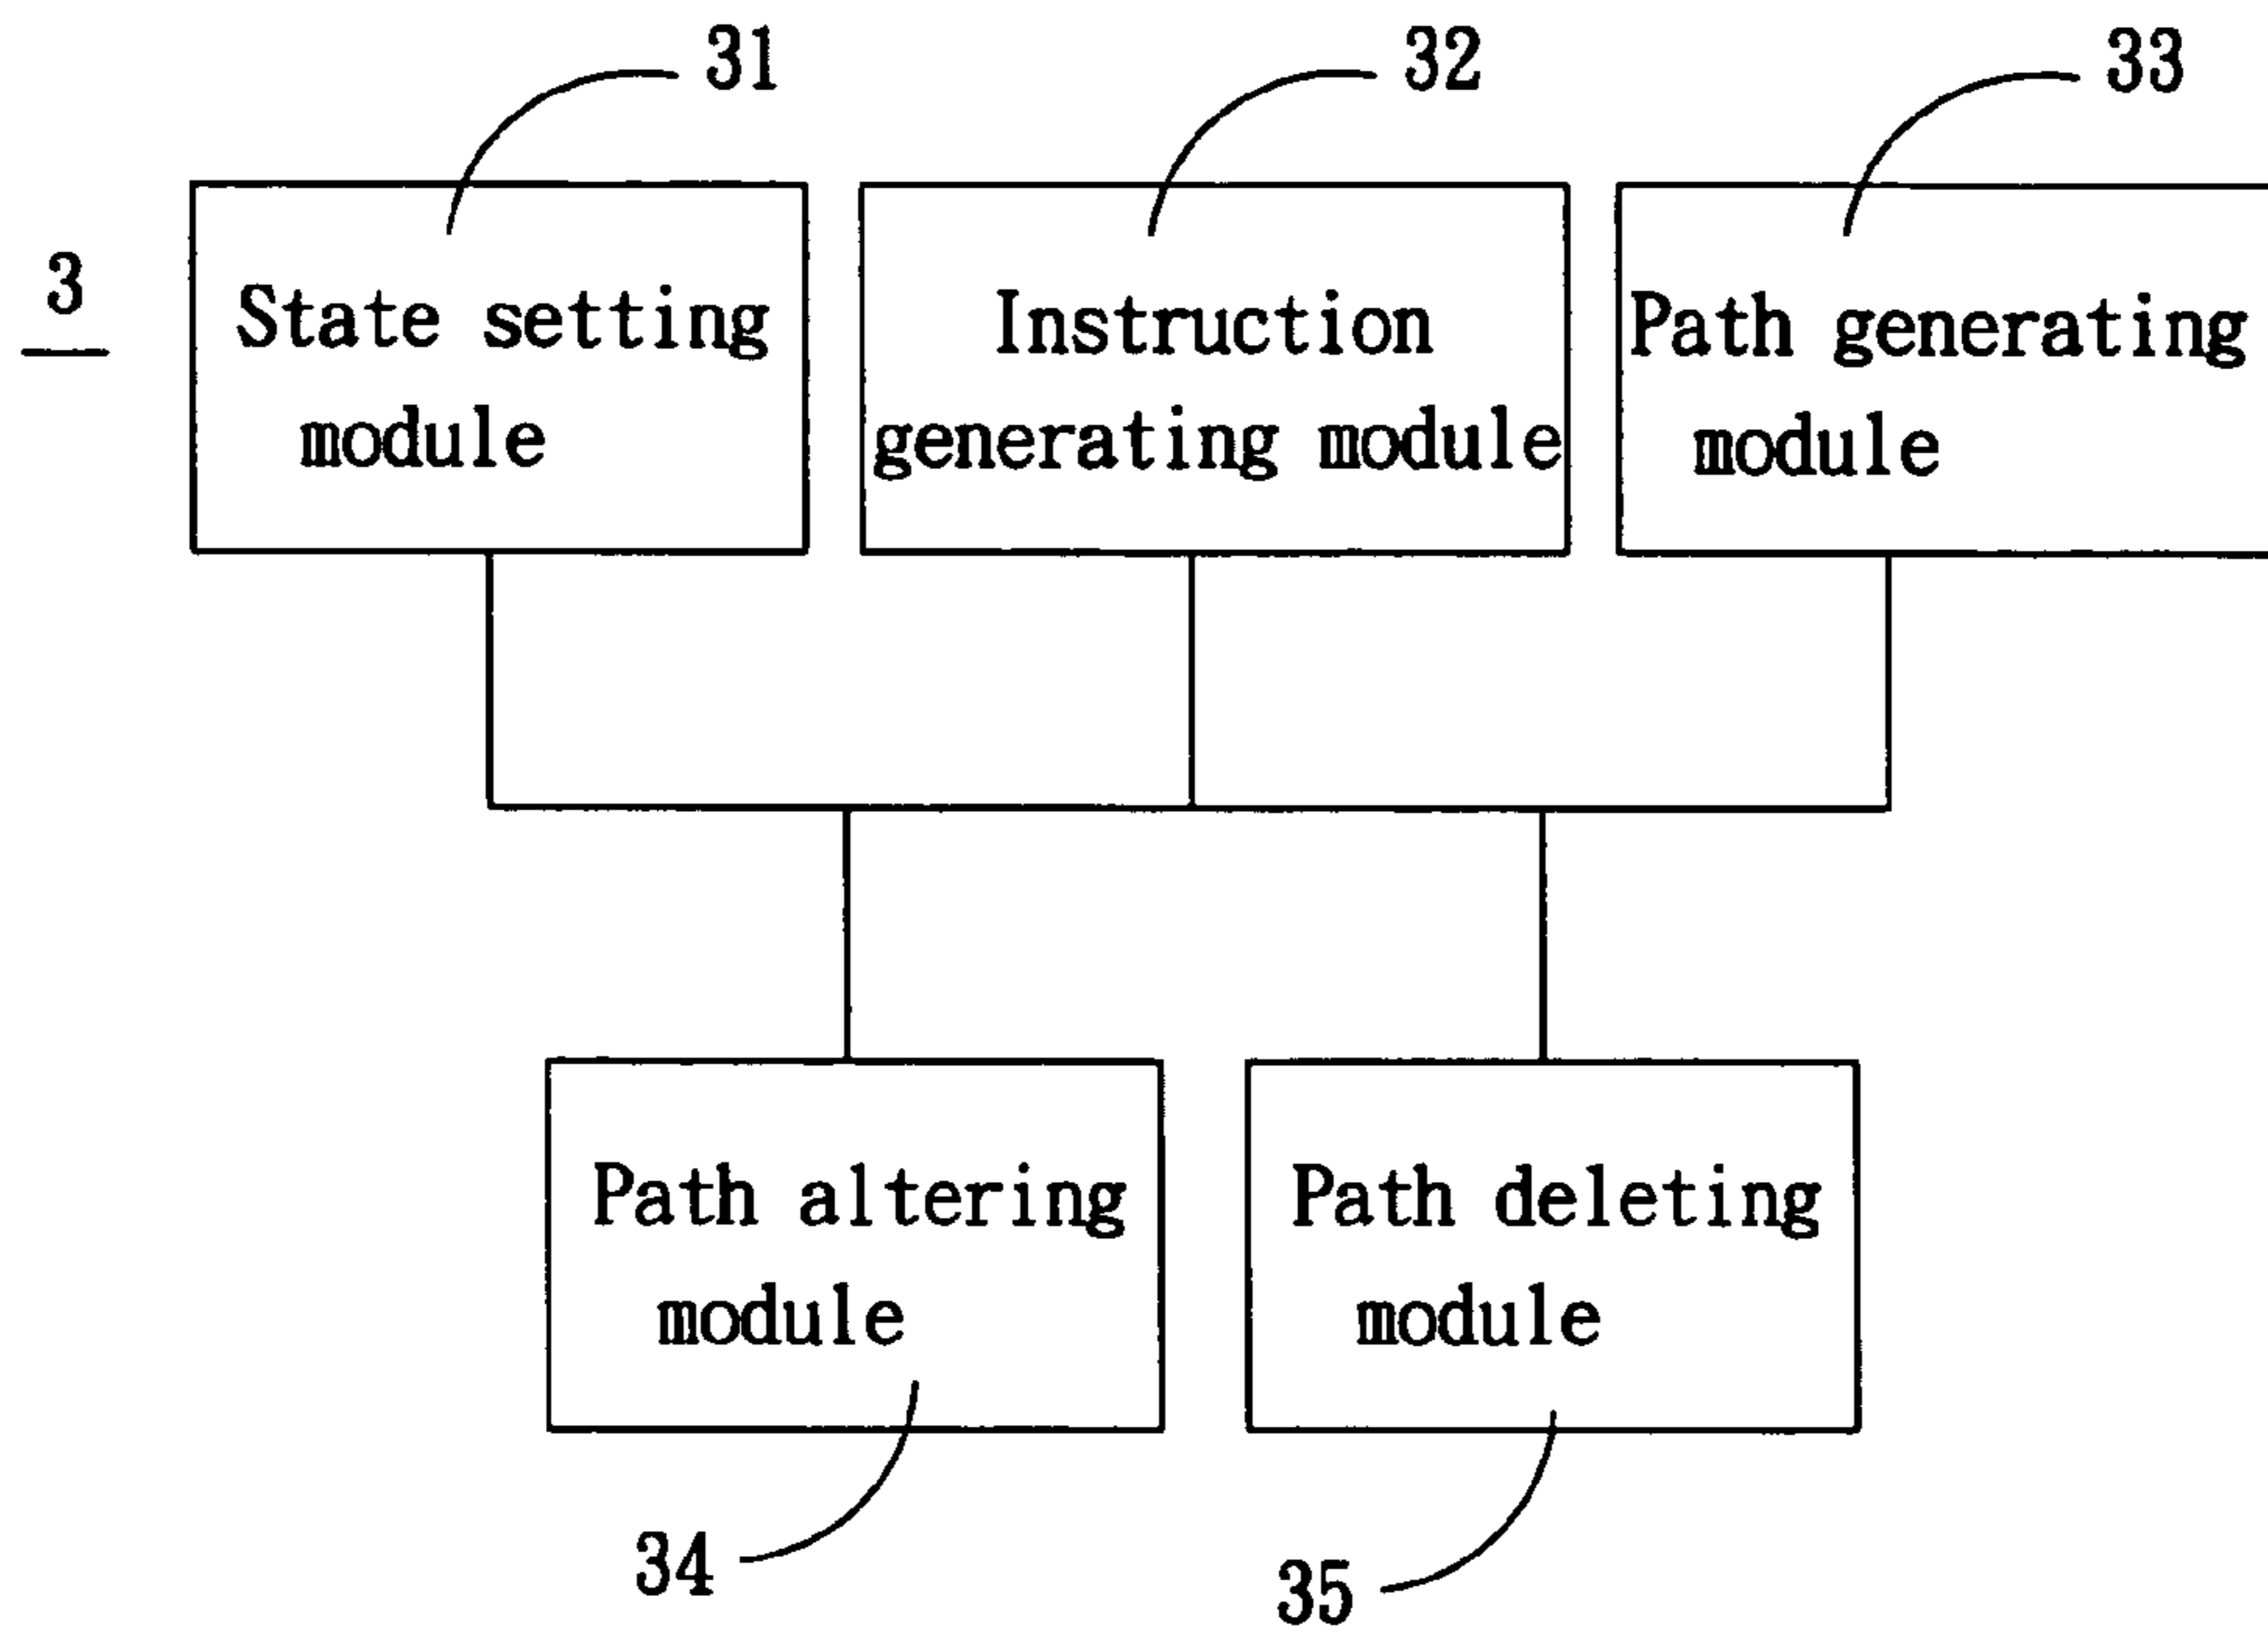 31
32
33
3
State setting
module
Instruction
generating module
Path generating
module
Path altering
module
Path deleting
module
34
35